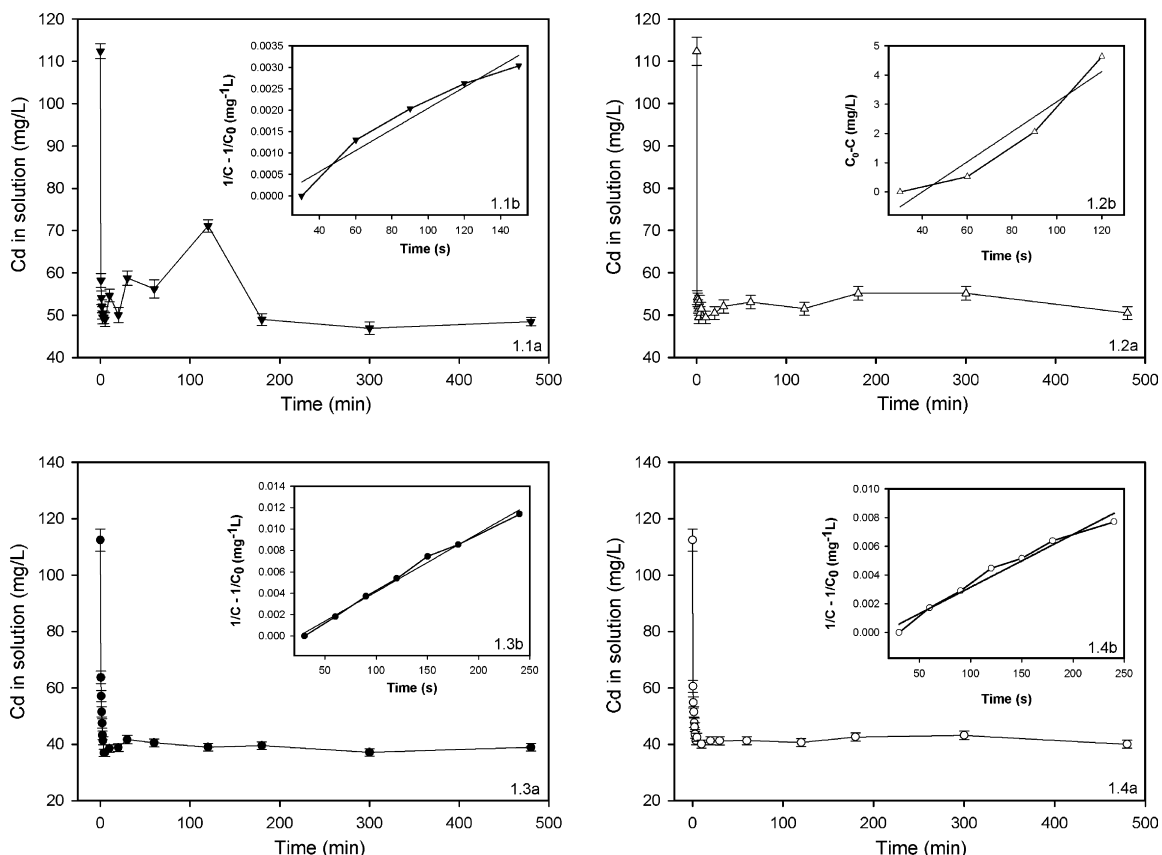 120
110
100
90
80
70
60
50
40
Cd in solution (mg/L)
0 100 200 300 400 500
Time (min)
1.1a
0.0035
0.0030
0.0025
0.0020
0.0015
0.0010
0.0005
0.0000
1/C - 1/C0 (mg-1L)
40 60 80 100 120 140
Time (s)
1.1b
120
110
100
90
80
70
60
50
40
Cd in solution (mg/L)
0 100 200 300 400 500
Time (min)
1.2a
5
4
3
2
1
0
C0-C (mg/L)
40 60 80 100 120
Time (s)
1.2b
140
120
100
80
60
40
20
Cd in solution (mg/L)
0 100 200 300 400 500
Time (min)
1.3a
0.014
0.012
0.010
0.008
0.006
0.004
0.002
0.000
1/C - 1/C0 (mg-1L)
50 100 150 200 250
Time (s)
1.3b
140
120
100
80
60
40
20
Cd in solution (mg/L)
0 100 200 300 400 500
Time (min)
1.4a
0.010
0.008
0.006
0.004
0.002
0.000
1/C - 1/C0 (mg-1L)
50 100 150 200 250
Time (s)
1.4b